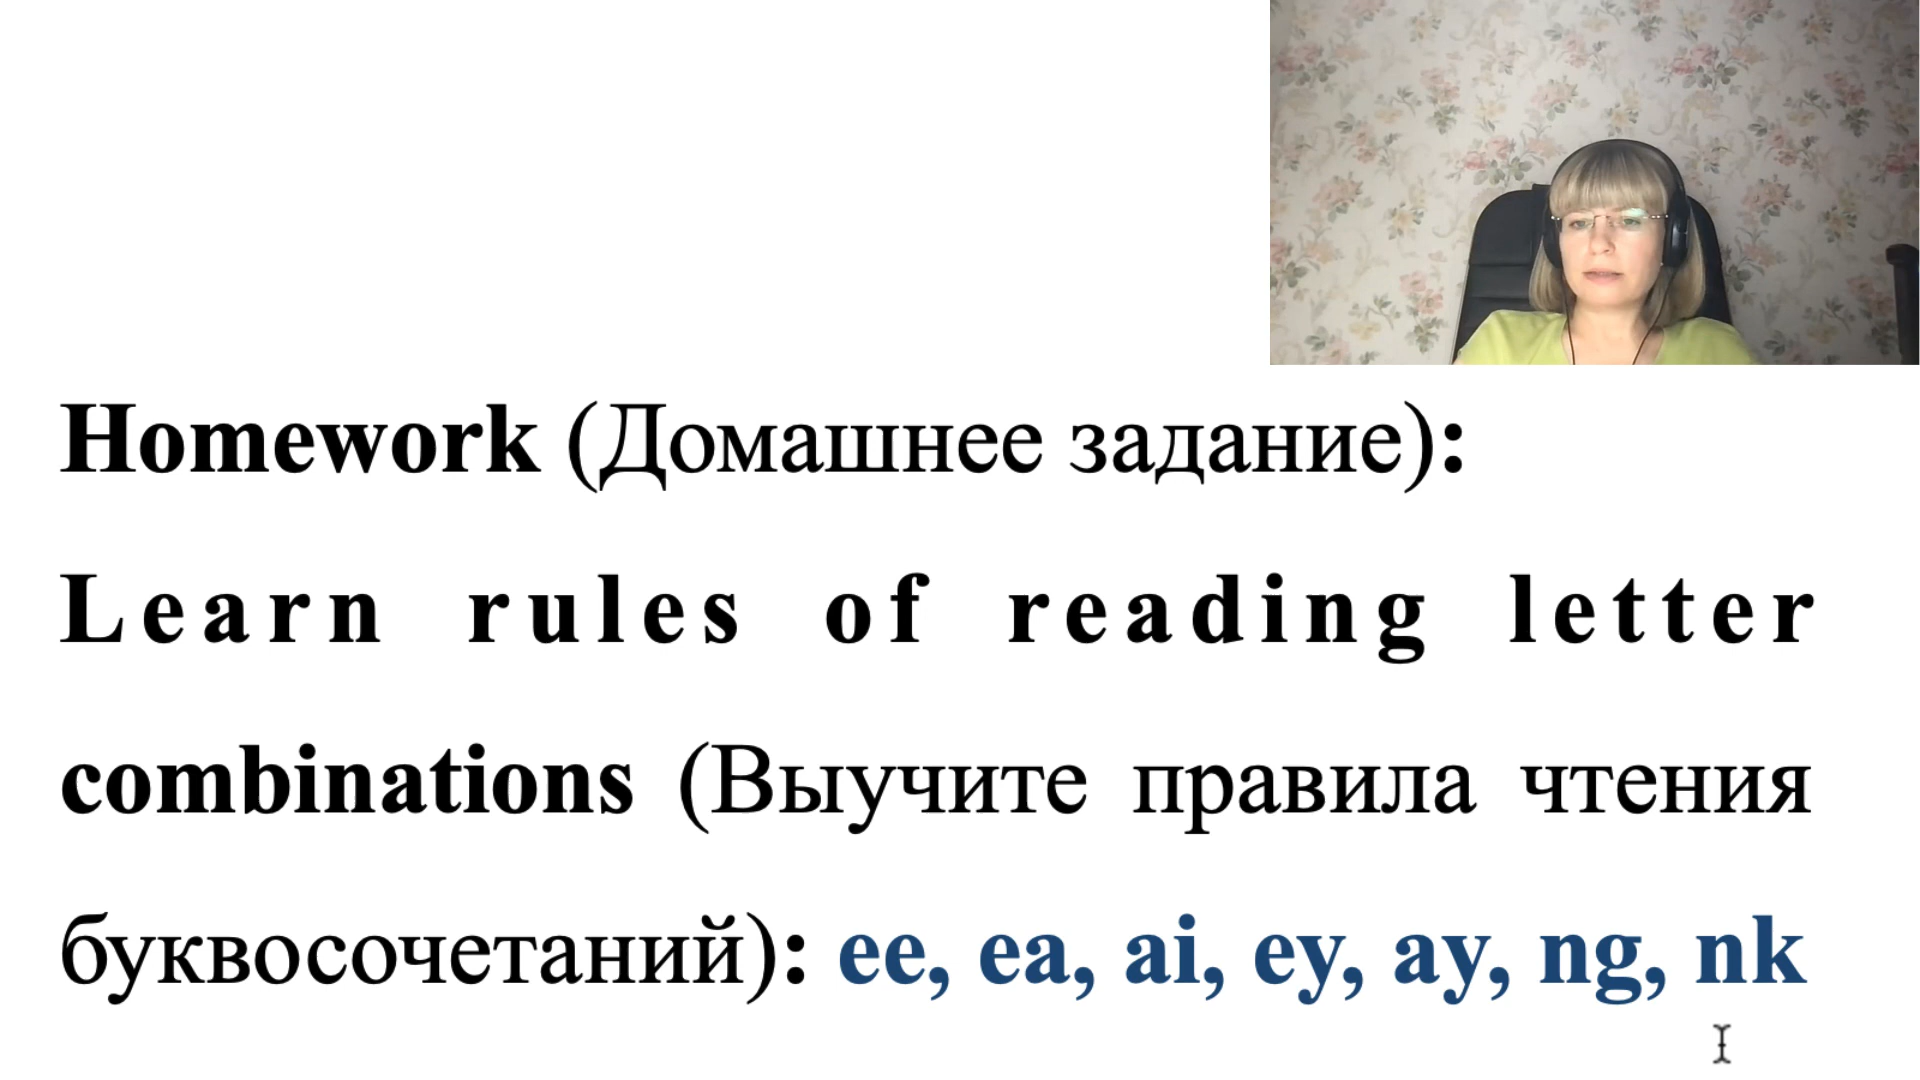 Homework (Домашнее задание):
Learn rules of reading letter
combinations (Выучите правила чтения
буквосочетаний): ee, ea, ai, ey, ay, ng, nk